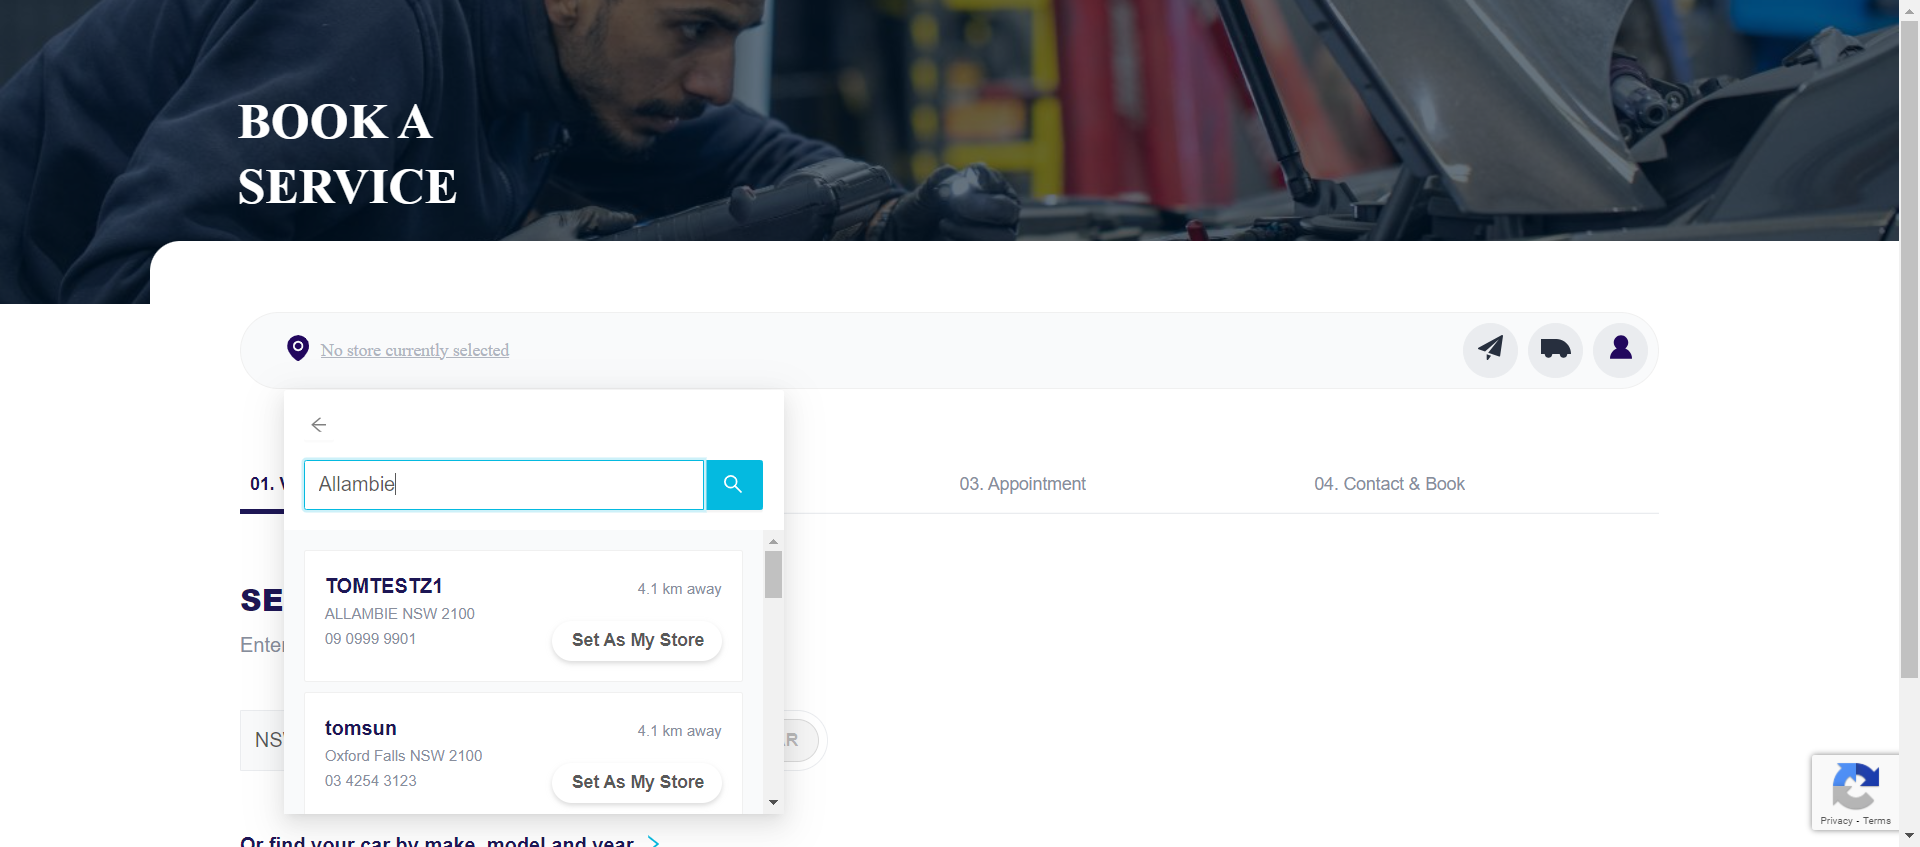 BOOK A
SERVICE
No store currently selected
Allambie
01.
03. Appointment
04. Contact & Book
TOMTESTZ1
4.1 km away
ALLAMBIE NSW 2100
09 0999 9901
Set As My Store
SE
Enter
tomsun
4.1 km away
Oxford Falls NSW 2100
03 4254 3123
Set As My Store
NSW
AR
Or find your car by make, model and year
Privacy - Terms